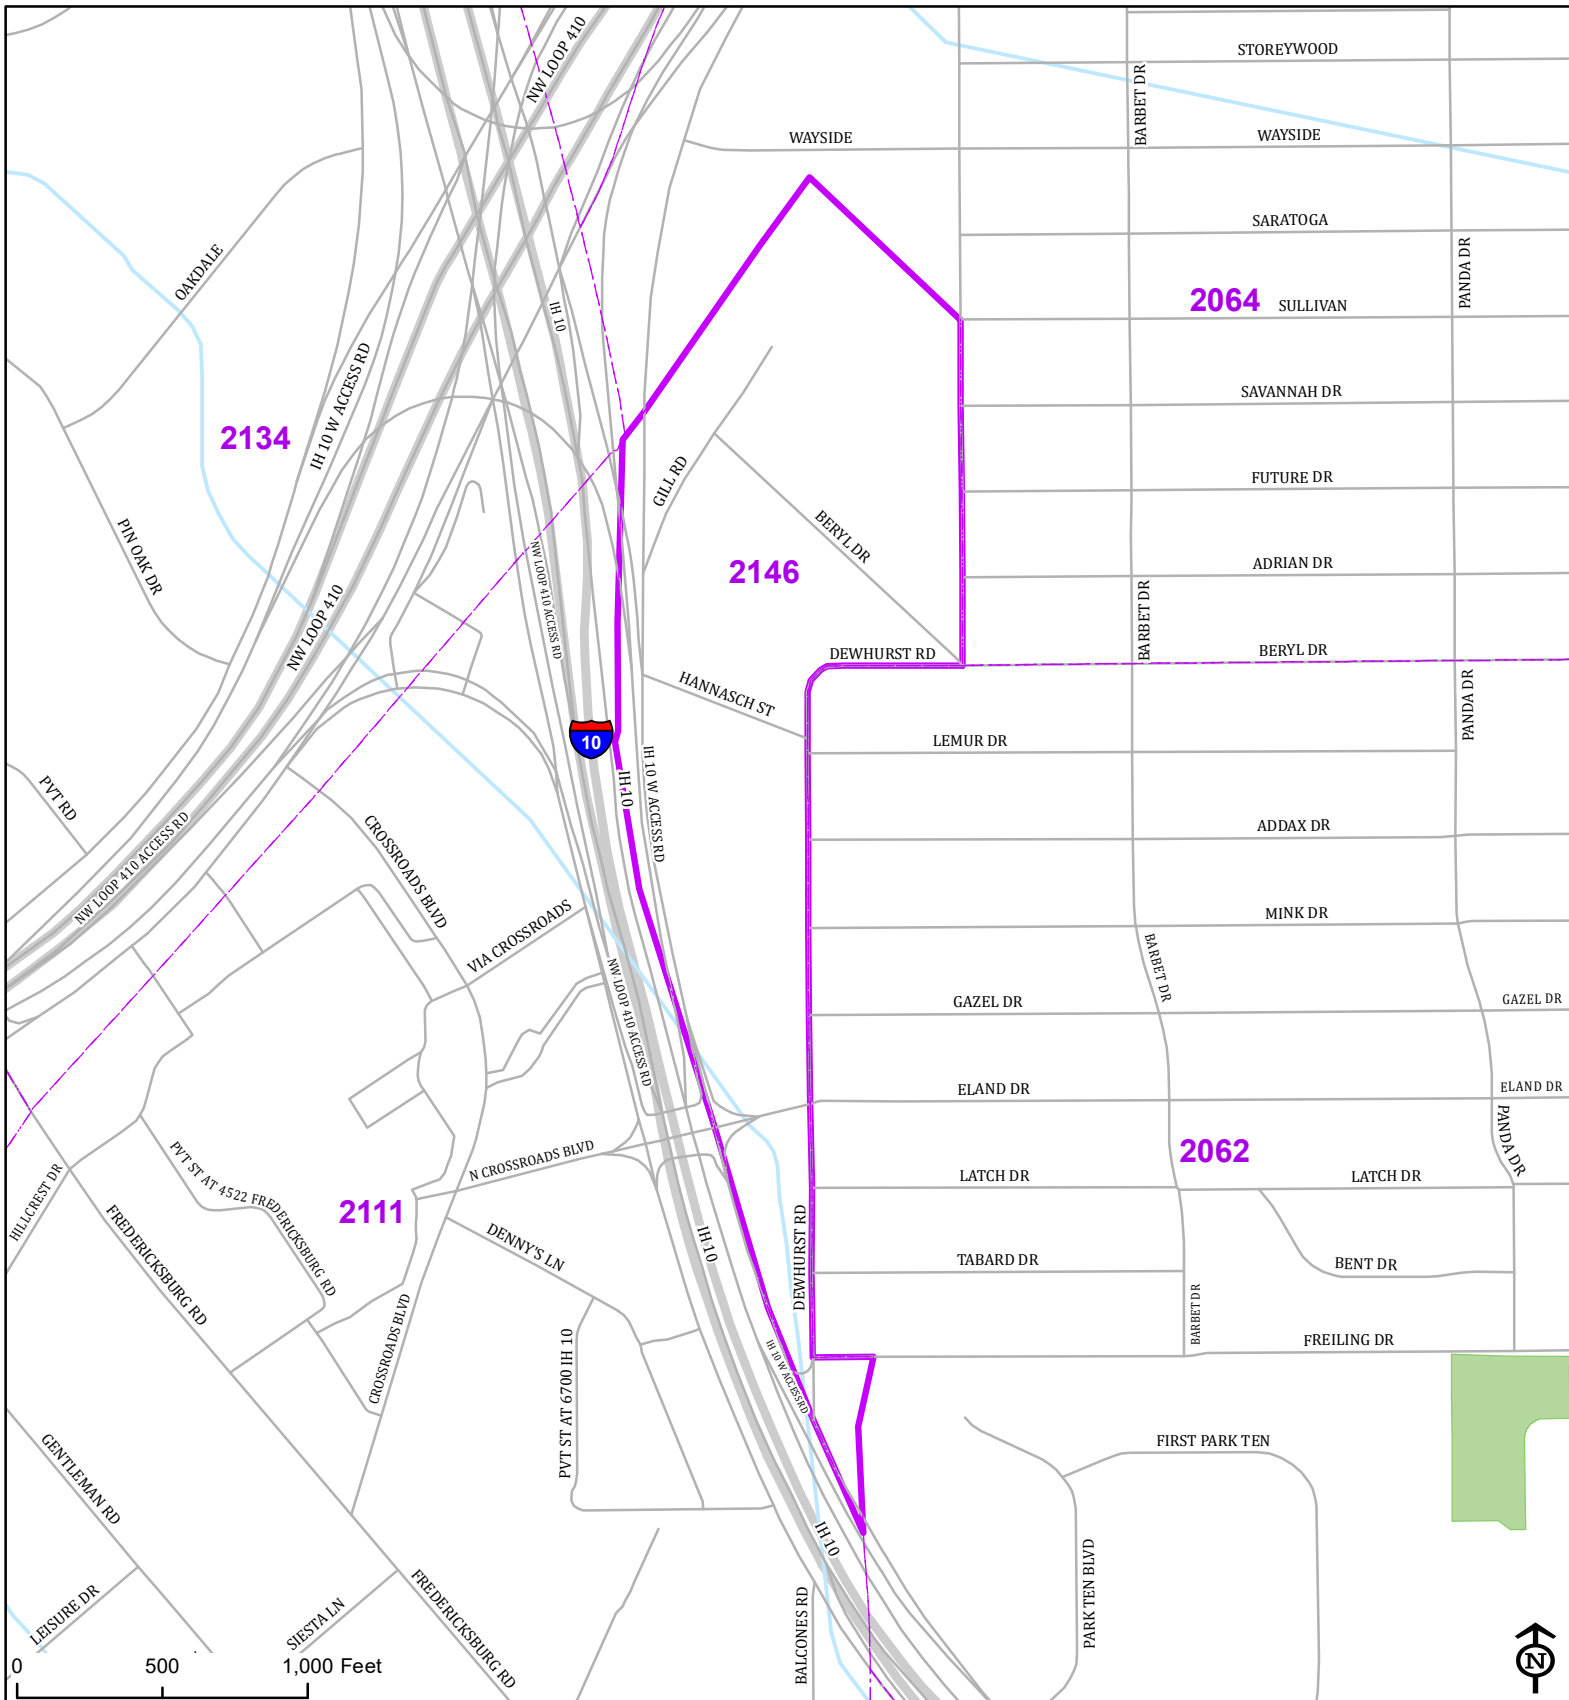 NW LOOP 410
STOREYWOOD
BARBET DR
WAYSIDE
WAYSIDE
SARATOGA
PANDA DR
OAKDALE
2064
SULLIVAN
IH 10
IH 10 W ACCESS RD
SAVANNAH DR
2134
GILL RD
FUTURE DR
BERYL DR
PIN OAK DR
NW LOOP 410 ACCESS RD
2146
ADRIAN DR
BARBET DR
NW LOOP 410
DEWHURST RD
BERYL DR
HANNASCH ST
PANDA DR
10
LEMUR DR
IH 10
IH 10 W ACCESS RD
PVT RD
CROSSROADS BLVD
ADDAX DR
NW LOOP 410 ACCESS RD
MINK DR
VIA CROSSROADS
BARBET DR
NW LOOP 410 ACCESS RD
GAZEL DR
GAZEL DR
ELAND DR
ELAND DR
PANDA DR
N CROSSROADS BLVD
2062
HILLCREST DR
PVT ST AT 4522 FREDERICKSBURG RD
LATCH DR
LATCH DR
2111
FREDERICKSBURG RD
DENNY'S LN
IH 10
DEWHURST RD
TABARD DR
BENT DR
BARBET DR
CROSSROADS BLVD
FREILING DR
PVT ST AT 6700 IH 10
IH 10 W ACCESS RD
GENTLEMAN RD
FIRST PARK TEN
IH 10
PARK TEN BLVD
LEISURE DR
SIESTA LN
FREDERICKSBURG RD
BALCONES RD
0 500 1,000 Feet
N